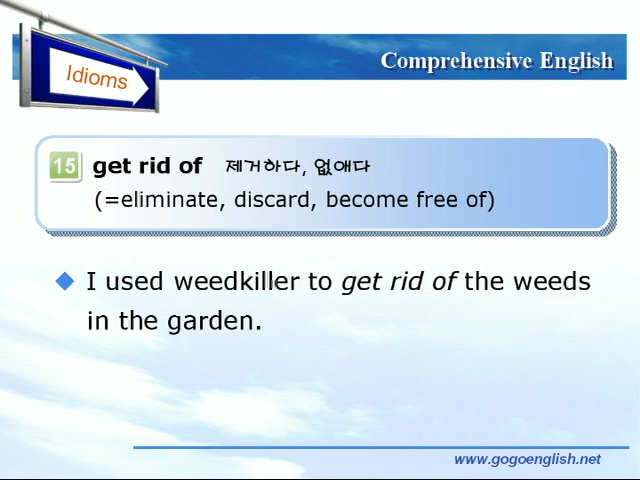 Idioms
Comprehensive English
15 get rid of 제거하다, 없애다
(=eliminate, discard, become free of)
I used weedkiller to get rid of the weeds
in the garden.
www.gogoenglish.net